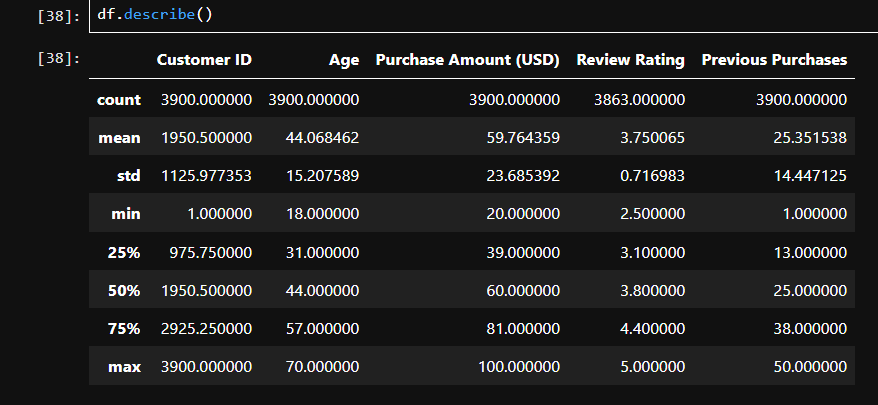 [38]: df.describe()
[38]:
Customer ID Age Purchase Amount (USD) Review Rating Previous Purchases
count 3900.000000 3900.000000 3900.000000 3863.000000 3900.000000
mean 1950.500000 44.068462 59.764359 3.750065 25.351538
std 1125.977353 15.207589 23.685392 0.716983 14.447125
min 1.000000 18.000000 20.000000 2.500000 1.000000
25% 975.750000 31.000000 39.000000 3.100000 13.000000
50% 1950.500000 44.000000 60.000000 3.800000 25.000000
75% 2925.250000 57.000000 81.000000 4.400000 38.000000
max 3900.000000 70.000000 100.000000 5.000000 50.000000